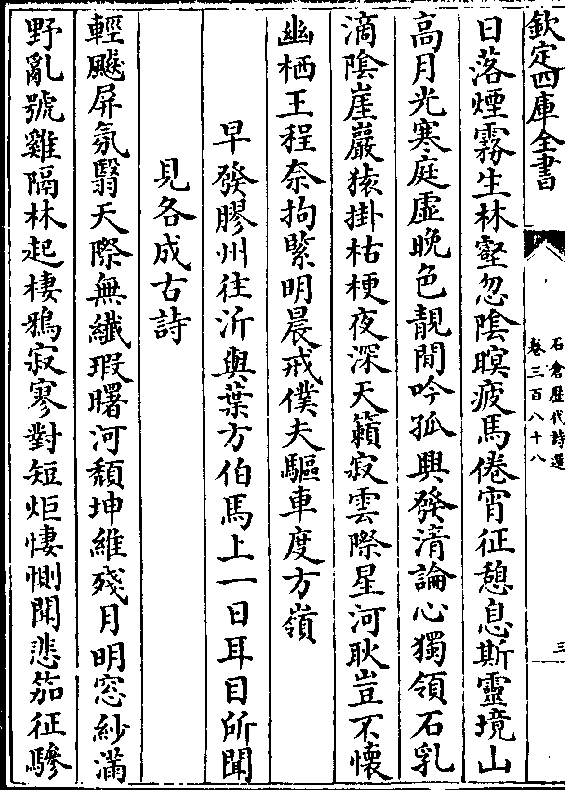 欽定四庫全書
石倉歷代詩選
卷三百八十八
三
日落煙霧生林壑忽陰暝疲馬倦宵征憩息斯靈境山
高月光寒庭虛晚色靚閒吟孤興發清論心獨領石乳
滴陰崖巖猿掛枯梗夜深天籟寂雲際星河耿豈不懷
幽栖王程奈拘緊明晨戒僕夫驅車度方嶺
早發膠州往沂與葉方伯馬上一日耳目所聞
見各成古詩
輕颷屏氛翳天際無纖瑕曙河頹坤維殘月明窓紗滿
野亂號雞隔林起棲鴉寂寥對短炬悽惻聞悲笳征驂